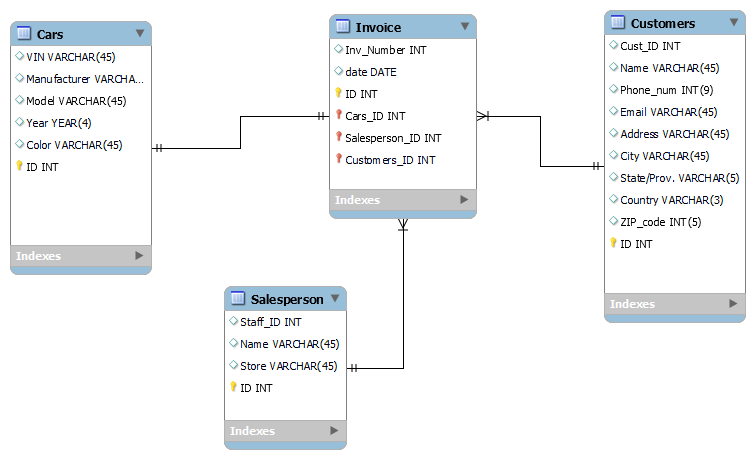 Cars
VIN VARCHAR(45)
Manufacturer VARCHA...
Model VARCHAR(45)
Year YEAR(4)
Color VARCHAR(45)
ID INT
Indexes
Invoice
Inv_Number INT
date DATE
ID INT
Cars_ID INT
Salesperson_ID INT
Customers_ID INT
Indexes
Customers
Cust_ID INT
Name VARCHAR(45)
Phone_num INT(9)
Email VARCHAR(45)
Address VARCHAR(45)
City VARCHAR(45)
State/Prov. VARCHAR(5)
Country VARCHAR(3)
ZIP_code INT(5)
ID INT
Indexes
Salesperson
Staff_ID INT
Name VARCHAR(45)
Store VARCHAR(45)
ID INT
Indexes